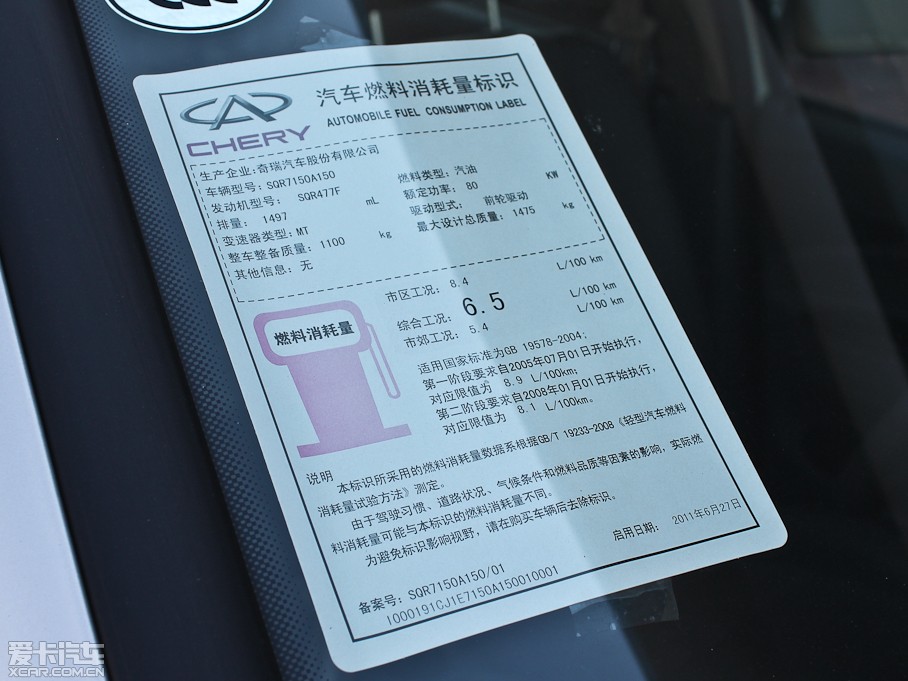 CHERY
汽车燃料消耗量标识
AUTOMOBILE FUEL CONSUMPTION LABEL
生产企业:奇瑞汽车股份有限公司
车辆型号:SQR7150A150
燃料类型:汽油
发动机型号: SQR477F
额定功率: 80 KW
排量: 1497 mL
驱动型式: 前轮驱动
变速器类型:MT
最大设计总质量: 1475 kg
整车整备质量: 1100 kg
其他信息: 无
市区工况: 8.4 L/100 km
综合工况: 6.5 L/100 km
市郊工况: 5.4 L/100 km
燃料消耗量
适用国家标准为GB 19578-2004;
第一阶段要求自2005年07月01日开始执行,
对应限值为 8.9 L/100km;
第二阶段要求自2008年01月01日开始执行,
对应限值为 8.1 L/100km。
说明
本标识所采用的燃料消耗量数据系根据GB/T 19233-2008《轻型汽车燃料
消耗量试验方法》测定。
由于驾驶习惯、道路状况、气候条件和燃料品质等因素的影响,实际燃
料消耗量可能与本标识的燃料消耗量不同。
为避免标识影响视野,请在购买车辆后去除标识。
启用日期: 2011年6月27日
备案号: SQR7150A150/01
I000191CJ1E7150A150010001
爱卡汽车
XCAR.COM.CN